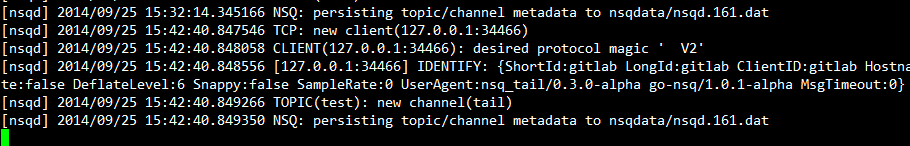 [nsqd] 2014/09/25 15:32:14.345166 NSQ: persisting topic/channel metadata to nsqdata/nsqd.161.dat
[nsqd] 2014/09/25 15:42:40.847546 TCP: new client(127.0.0.1:34466)
[nsqd] 2014/09/25 15:42:40.848058 CLIENT(127.0.0.1:34466): desired protocol magic '  V2'
[nsqd] 2014/09/25 15:42:40.848556 [127.0.0.1:34466] IDENTIFY: {ShortId:gitlab LongId:gitlab ClientID:gitlab Hostna
te:false DeflateLevel:6 Snappy:false SampleRate:0 UserAgent:nsq_tail/0.3.0-alpha go-nsq/1.0.1-alpha MsgTimeout:0}
[nsqd] 2014/09/25 15:42:40.849266 TOPIC(test): new channel(tail)
[nsqd] 2014/09/25 15:42:40.849350 NSQ: persisting topic/channel metadata to nsqdata/nsqd.161.dat